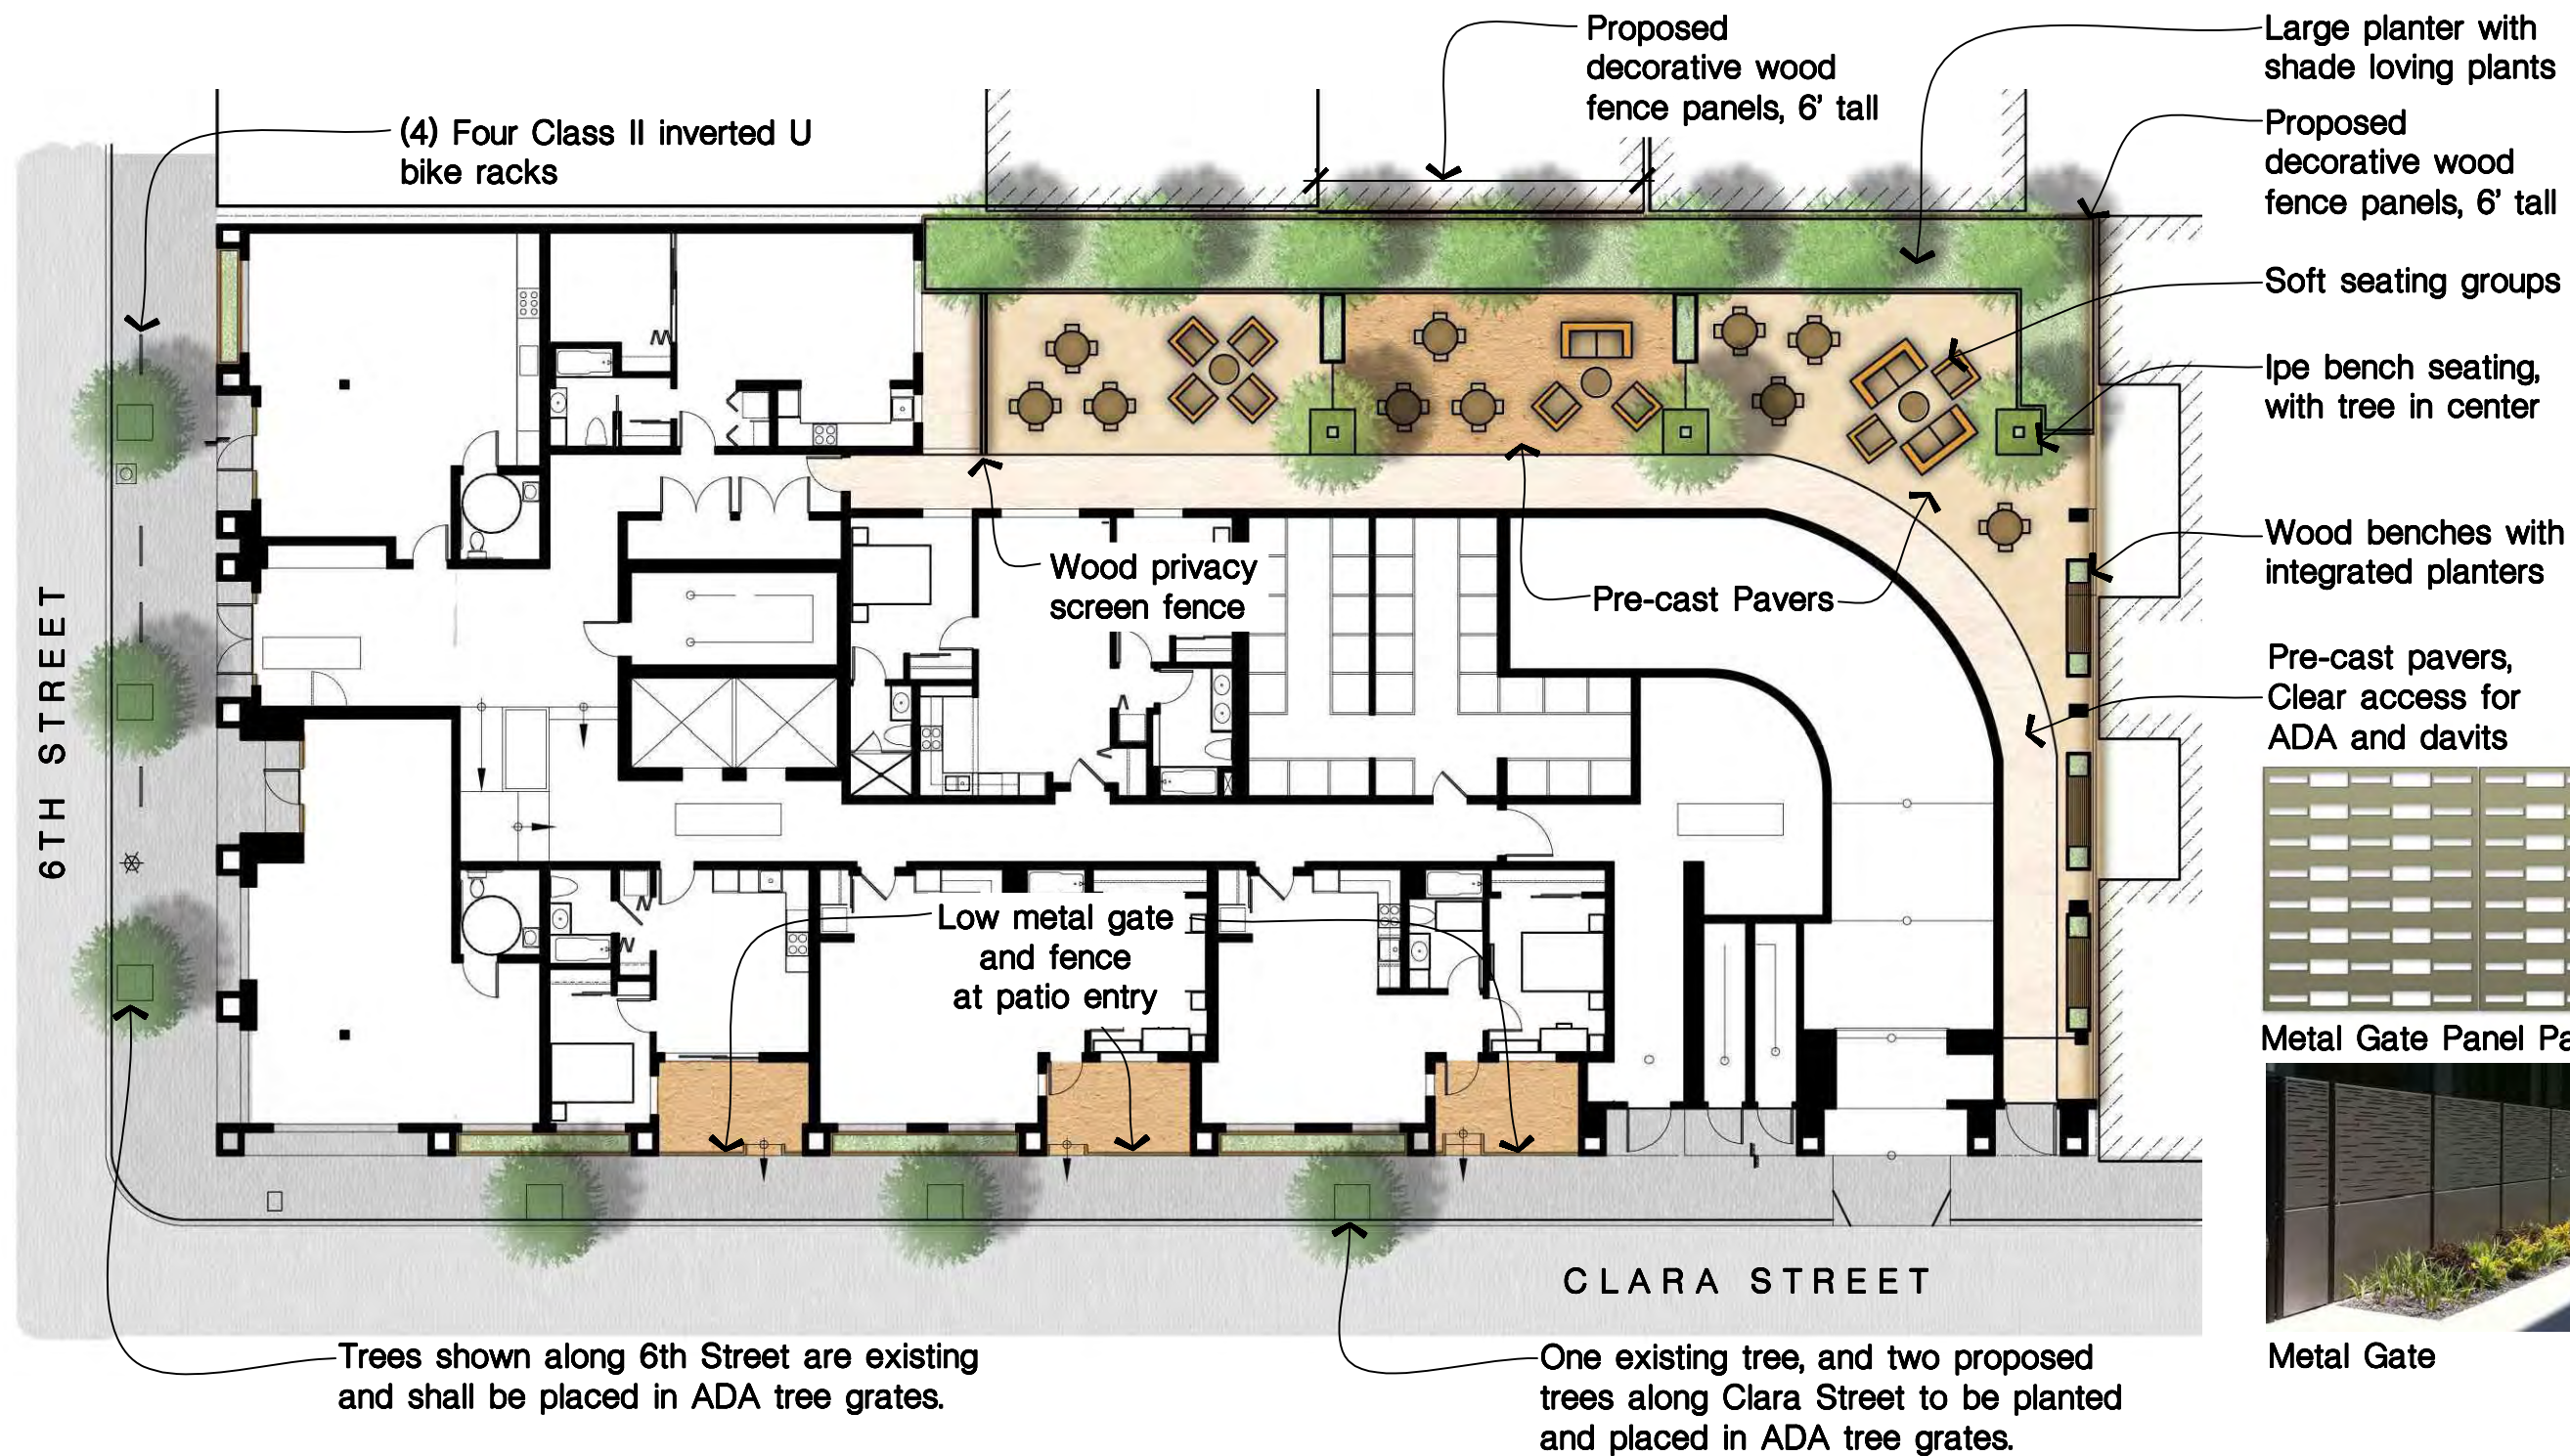 Proposed
decorative wood
fence panels, 6' tall
Large planter with
shade loving plants
(4) Four Class II inverted U
bike racks
Proposed
decorative wood
fence panels, 6' tall
Soft seating groups
Ipe bench seating,
with tree in center
Wood benches with
integrated planters
Wood privacy
screen fence
Pre-cast Pavers
Pre-cast pavers,
Clear access for
ADA and davits
6TH STREET
Low metal gate
and fence
at patio entry
Metal Gate Panel Pa
CLARA STREET
Metal Gate
Trees shown along 6th Street are existing
and shall be placed in ADA tree grates.
One existing tree, and two proposed
trees along Clara Street to be planted
and placed in ADA tree grates.